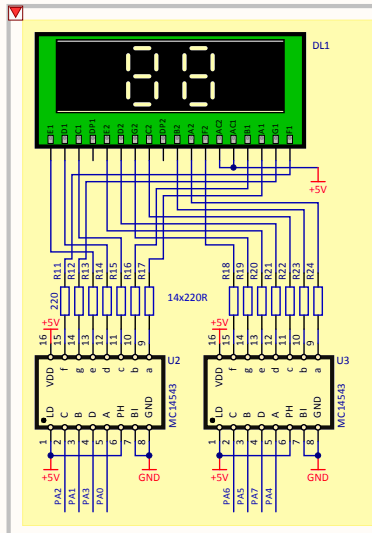 DL1
E1 D1 C1 DP1 E2 D2 G2 C2 DP2 B2 A2 F2 AC2 AC1 B1 A1 G1 F1
+5V
R11 R12 R13 R14 R15 R16 R17 R18 R19 R20 R21 R22 R23 R24
220
14x220R
+5V +5V
16 15 14 13 12 11 10 9 16 15 14 13 12 11 10 9
U2 U3
VDD f g e d c b a VDD f g e d c b a
MC14543 MC14543
LD C B D A PH BI GND LD C B D A PH BI GND
1 2 3 4 5 6 7 8 1 2 3 4 5 6 7 8
+5V GND +5V GND
PA2 PA1 PA3 PA0 PA6 PA5 PA7 PA4